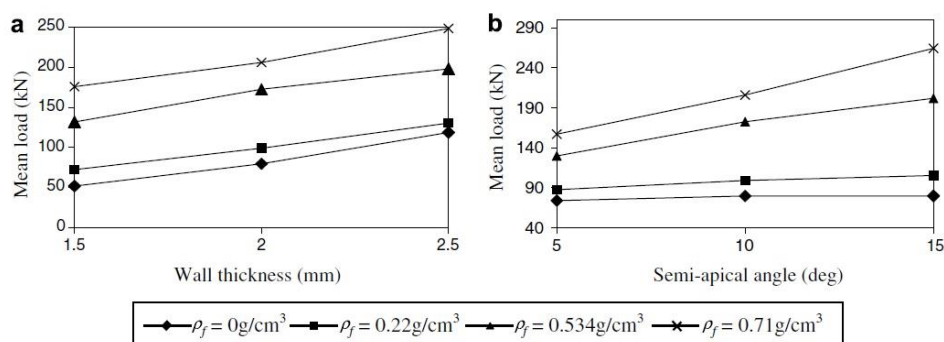 a
250
200
150
100
50
0
Mean load (kN)
1.5 2 2.5
Wall thickness (mm)
b
290
240
190
140
90
40
Mean load (kN)
5 10 15
Semi-apical angle (deg)
ρf = 0g/cm³ ρf = 0.22g/cm³ ρf = 0.534g/cm³ ρf = 0.71g/cm³